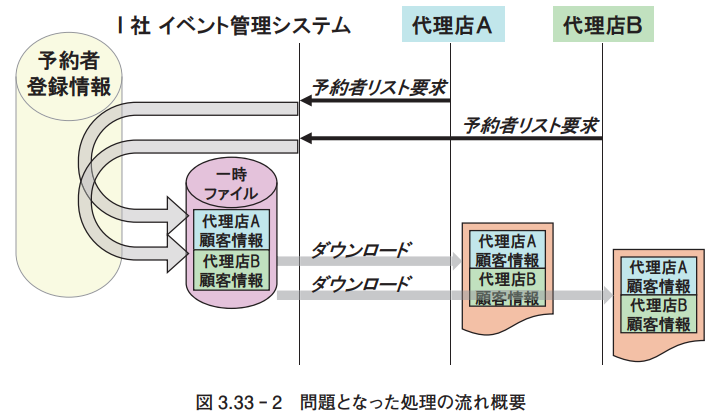 I社 イベント管理システム
代理店A
代理店B
予約者
登録情報
予約者リスト要求
予約者リスト要求
一時
ファイル
代理店A
顧客情報
代理店B
顧客情報
ダウンロード
ダウンロード
代理店A
顧客情報
代理店B
顧客情報
代理店A
顧客情報
代理店B
顧客情報
図 3.33－2 問題となった処理の流れ概要